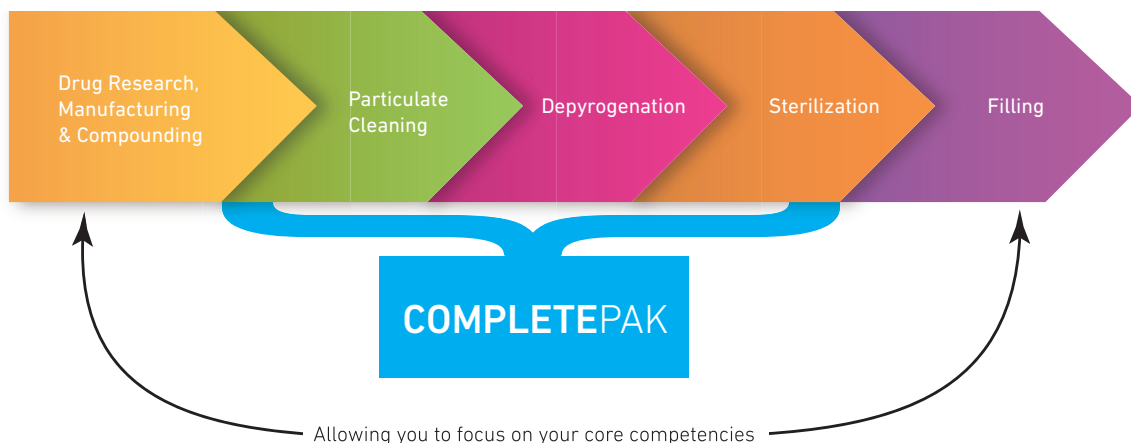 Drug Research,
Manufacturing
& Compounding
Particulate
Cleaning
Depyrogenation
Sterilization
Filling
COMPLETEPAK
Allowing you to focus on your core competencies